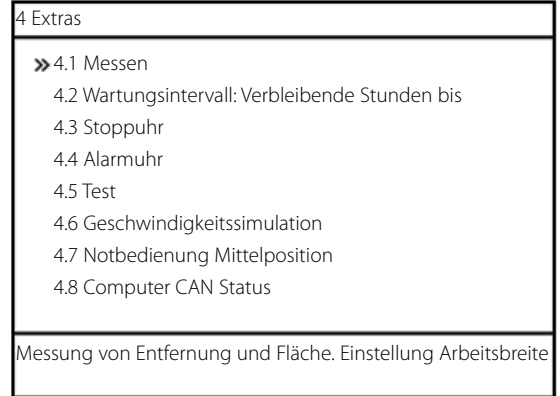 4 Extras
» 4.1 Messen
4.2 Wartungsintervall: Verbleibende Stunden bis
4.3 Stoppuhr
4.4 Alarmuhr
4.5 Test
4.6 Geschwindigkeitssimulation
4.7 Notbedienung Mittelposition
4.8 Computer CAN Status
Messung von Entfernung und Fläche. Einstellung Arbeitsbreite